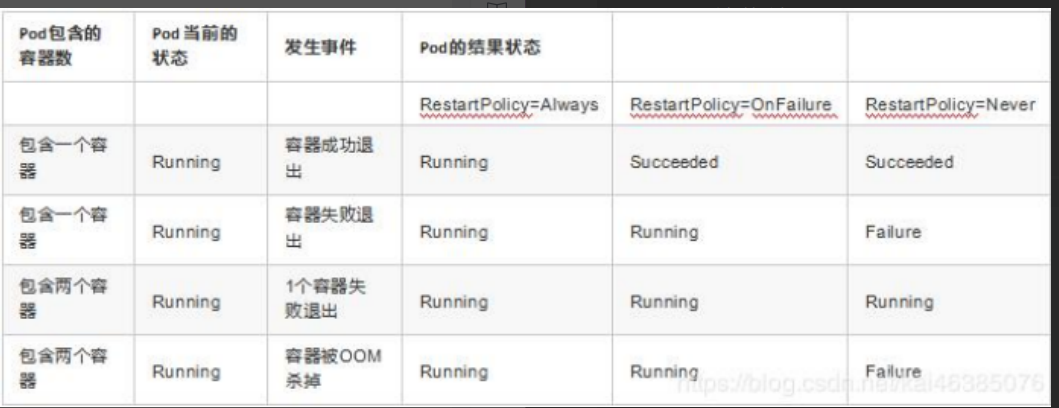 Pod包含的
容器数
Pod 当前的
状态
发生事件
Pod的结果状态
RestartPolicy=Always
RestartPolicy=OnFailure
RestartPolicy=Never
包含一个容
器
Running
容器成功退
出
Running
Succeeded
Succeeded
包含一个容
器
Running
容器失败退
出
Running
Running
Failure
包含两个容
器
Running
1个容器失
败退出
Running
Running
Running
包含两个容
器
Running
容器被OOM
杀掉
Running
Running
Failure
https://blog.csdn.net/kai46385076